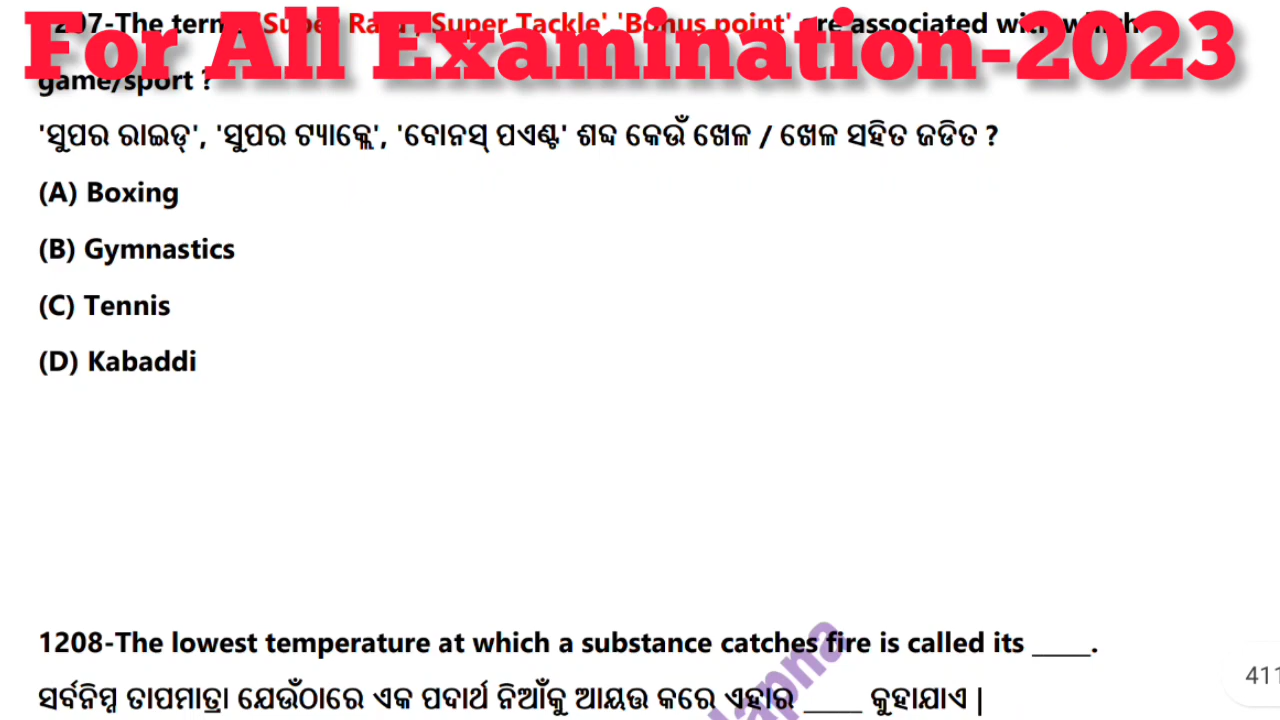 For All Examination-2023
1207-The terms 'Super Raid', 'Super Tackle' 'Bonus point' are associated with which
game/sport ?
'ସୁପର ରାଇଡ୍', 'ସୁପର ଟ୍ୟାକ୍ଲେ', 'ବୋନସ୍ ପଏଣ୍ଟ' ଶବ୍ଦ କେଉଁ ଖେଳ / ଖେଳ ସହିତ ଜଡିତ ?
(A) Boxing
(B) Gymnastics
(C) Tennis
(D) Kabaddi
1208-The lowest temperature at which a substance catches fire is called its ____.
ସର୍ବନିମ୍ନ ତାପମାତ୍ରା ଯେଉଁଠାରେ ଏକ ପଦାର୍ଥ ନିଆଁକୁ ଆୟତ୍ତ କରେ ଏହାର ____ କୁହାଯାଏ |
411